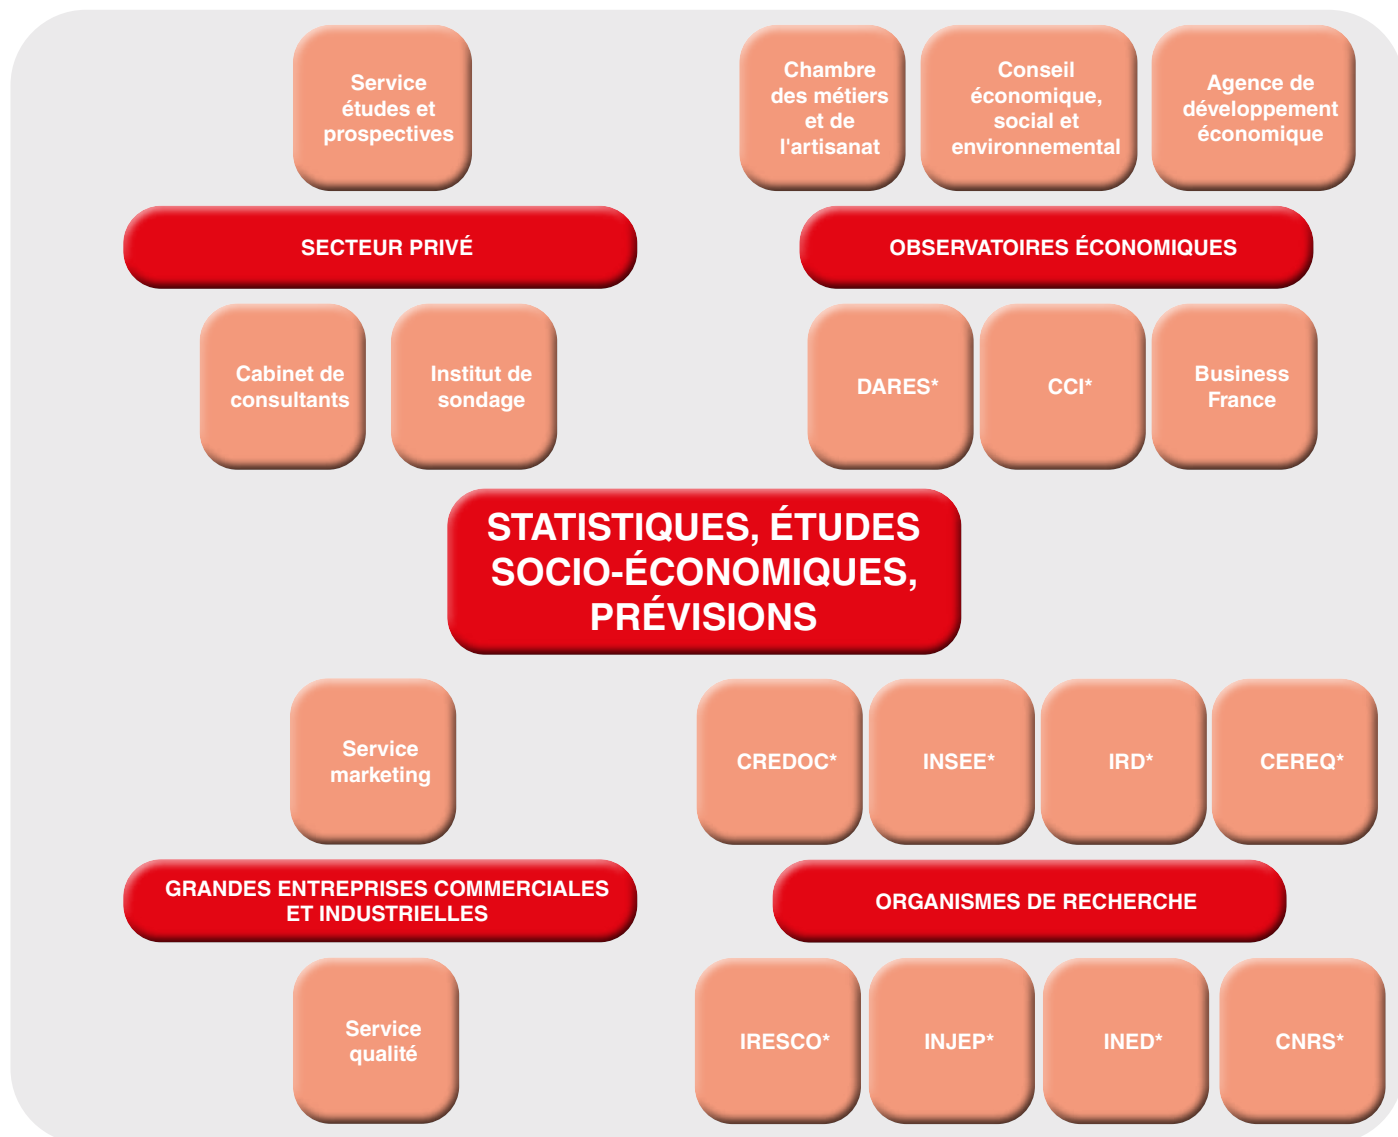 Service
études et
prospectives
Chambre
des métiers
et de
l'artisanat
Conseil
économique,
social et
environnemental
Agence de
développement
économique
SECTEUR PRIVÉ
OBSERVATOIRES ÉCONOMIQUES
Cabinet de
consultants
Institut de
sondage
DARES*
CCI*
Business
France
STATISTIQUES, ÉTUDES
SOCIO-ÉCONOMIQUES,
PRÉVISIONS
Service
marketing
CREDOC*
INSEE*
IRD*
CEREQ*
GRANDES ENTREPRISES COMMERCIALES
ET INDUSTRIELLES
ORGANISMES DE RECHERCHE
Service
qualité
IRESCO*
INJEP*
INED*
CNRS*